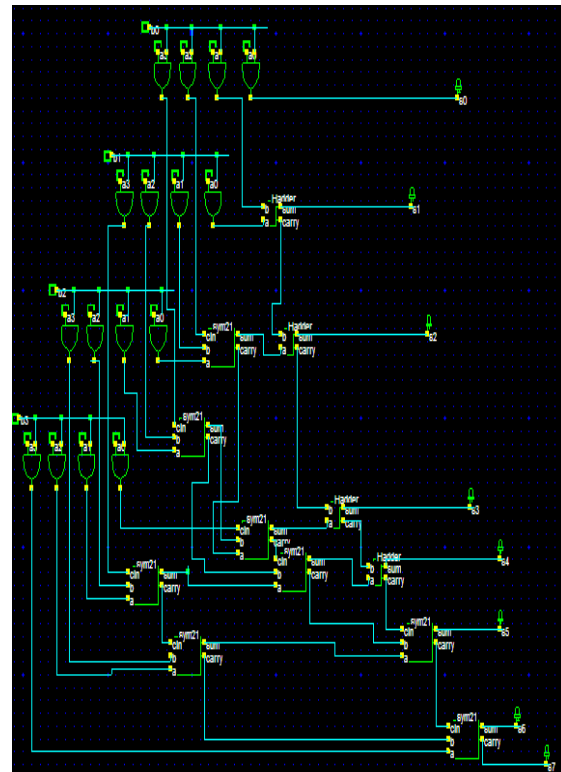 b0
a3 a2 a1 a0
s0
b1
a3 a2 a1 a0
Hadder
b sum
a carry
s1
b2
a3 a2 a1 a0
sym21
cin sum
b carry
a
Hadder
b sum
a carry
s2
b3
a3 a2 a1 a0
sym21
cin sum
b carry
a
Hadder
b sum
a carry
s3
sym21
cin sum
b carry
a
sym21
cin sum
b carry
a
Hadder
b sum
a carry
s4
sym21
cin sum
b carry
a
sym21
cin sum
b carry
a
sym21
cin sum
b carry
a
s5
sym21
cin sum
b carry
a
s6
s7